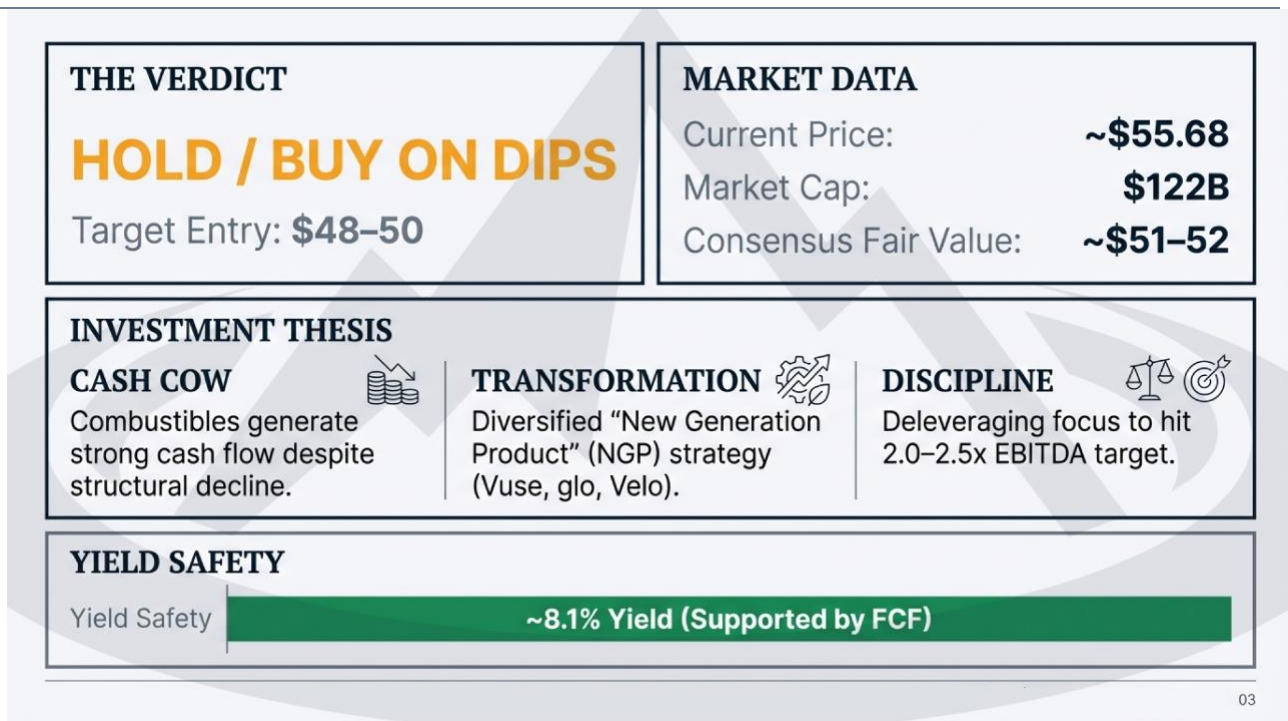 THE VERDICT
HOLD / BUY ON DIPS
Target Entry: $48–50
MARKET DATA
Current Price: ~$55.68
Market Cap: $122B
Consensus Fair Value: ~$51–52
INVESTMENT THESIS
CASH COW
Combustibles generate
strong cash flow despite
structural decline.
TRANSFORMATION
Diversified “New Generation
Product” (NGP) strategy
(Vuse, glo, Velo).
DISCIPLINE
Deleveraging focus to hit
2.0–2.5x EBITDA target.
YIELD SAFETY
Yield Safety ~8.1% Yield (Supported by FCF)
03